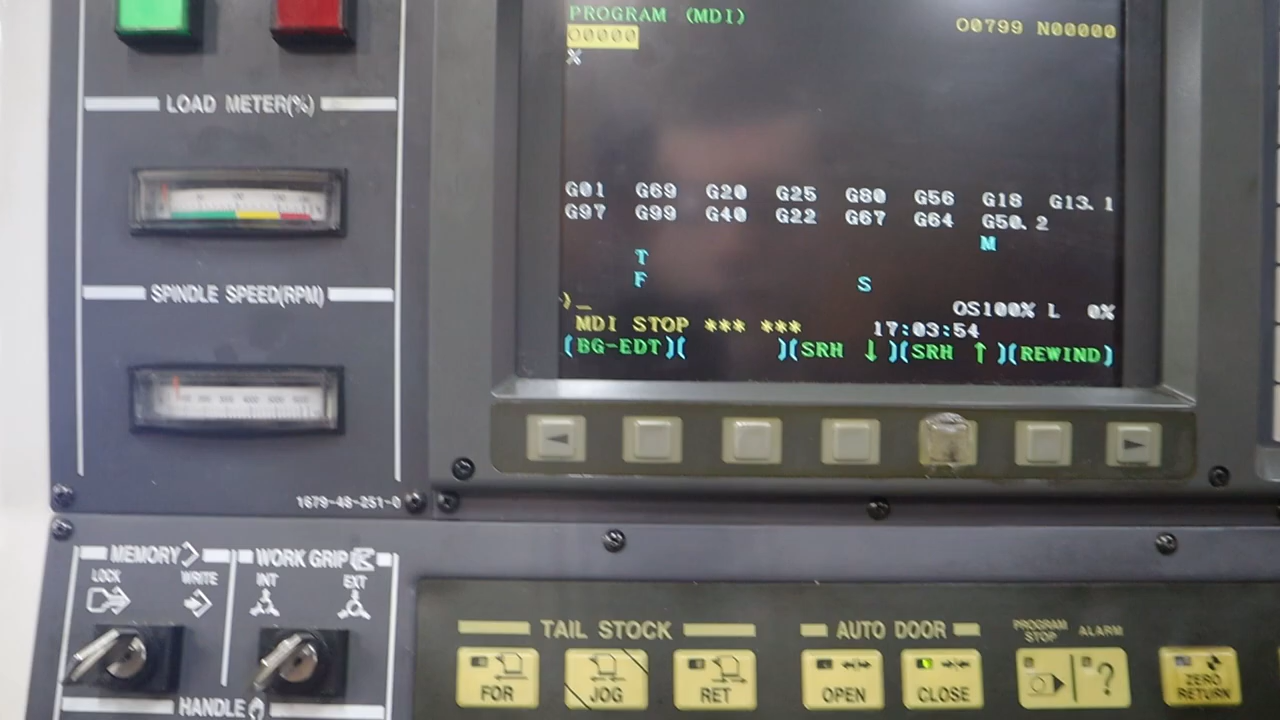 PROGRAM (MDI)
O0799 N00000
O0000
%
LOAD METER(%)
G01 G69 G20 G25 G80 G56 G18 G13.1
G97 G99 G40 G22 G67 G64 G50.2
M
T
F S
SPINDLE SPEED(RPM)
)_
OS100% L 0%
MDI STOP *** *** 17:03:54
(BG-EDT)( )(SRH ↓)(SRH ↑)(REWIND)
1679-48-251-0
MEMORY WORK GRIP
LOCK WRITE INT EXT
TAIL STOCK AUTO DOOR PROGRAM STOP ALARM
FOR JOG RET OPEN CLOSE ? ZERO RETURN
HANDLE